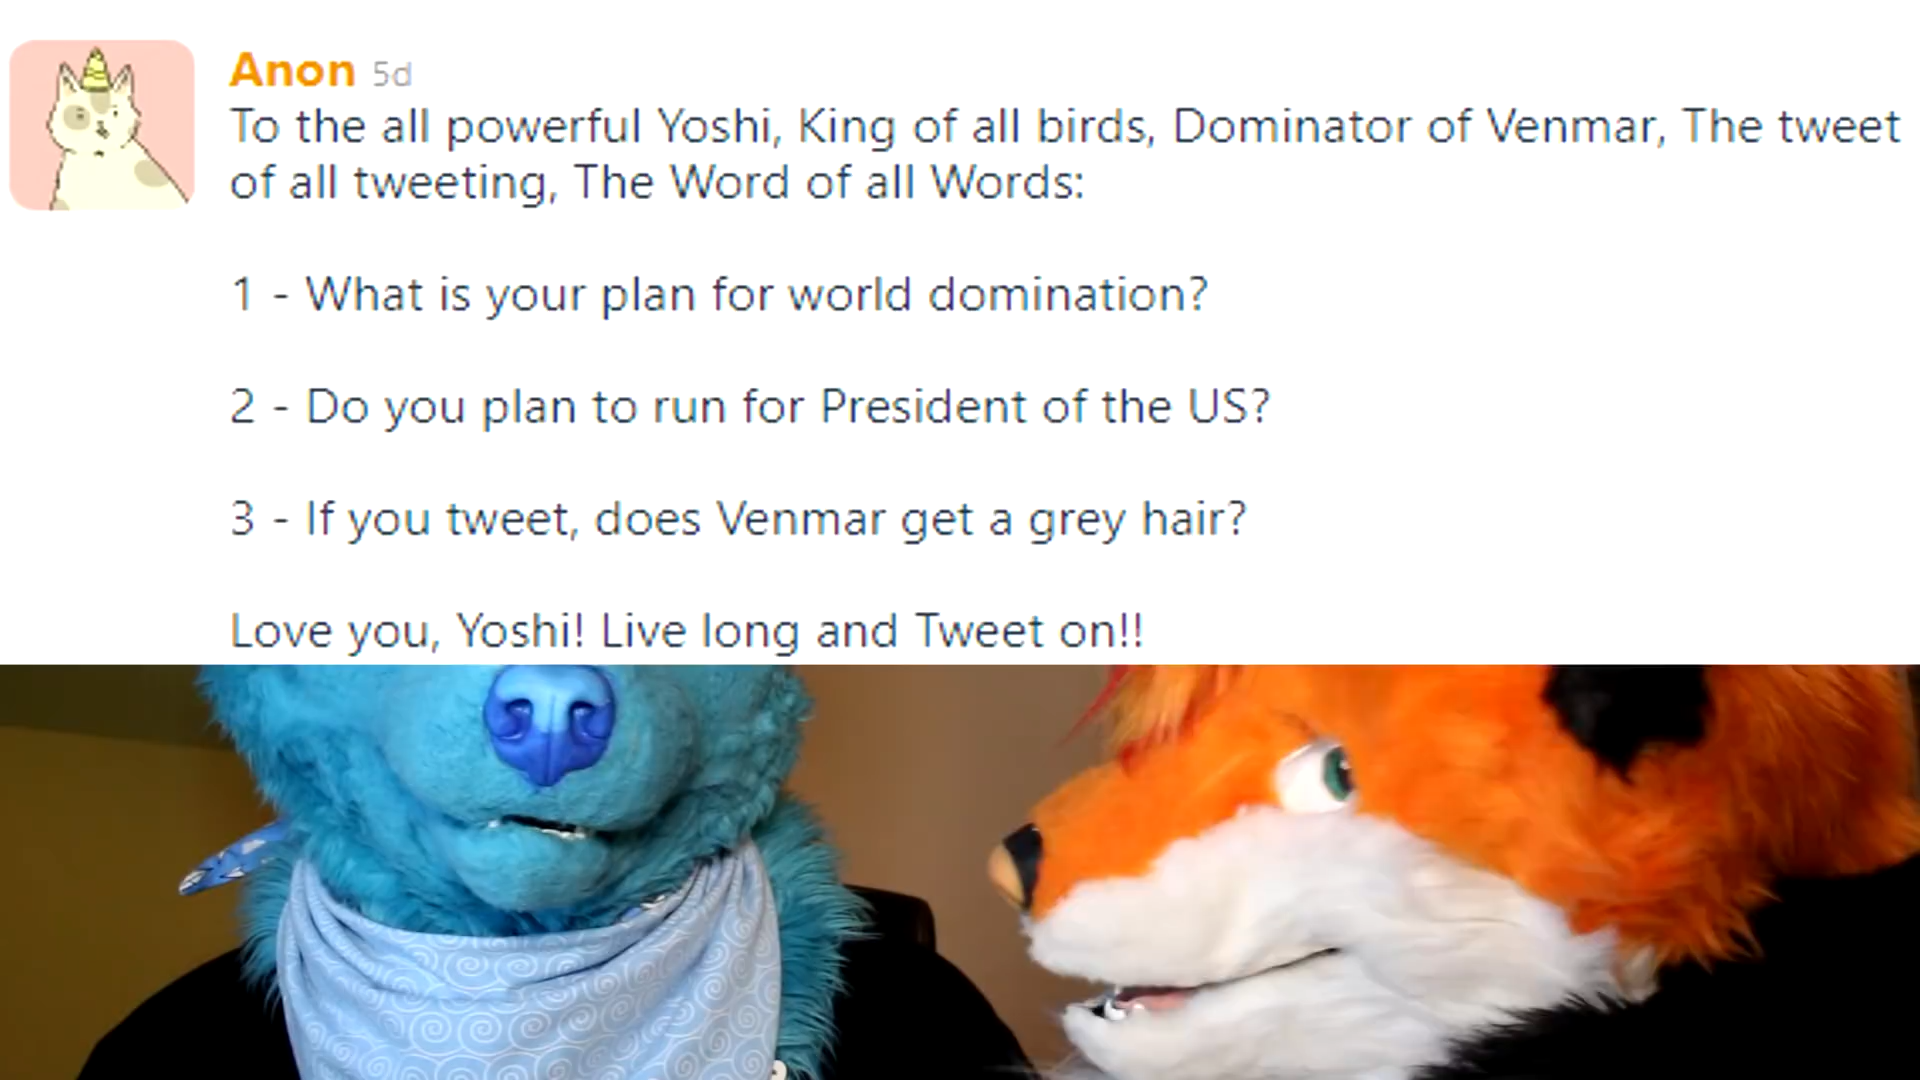 Anon 5d
To the all powerful Yoshi, King of all birds, Dominator of Venmar, The tweet
of all tweeting, The Word of all Words:
1 - What is your plan for world domination?
2 - Do you plan to run for President of the US?
3 - If you tweet, does Venmar get a grey hair?
Love you, Yoshi! Live long and Tweet on!!